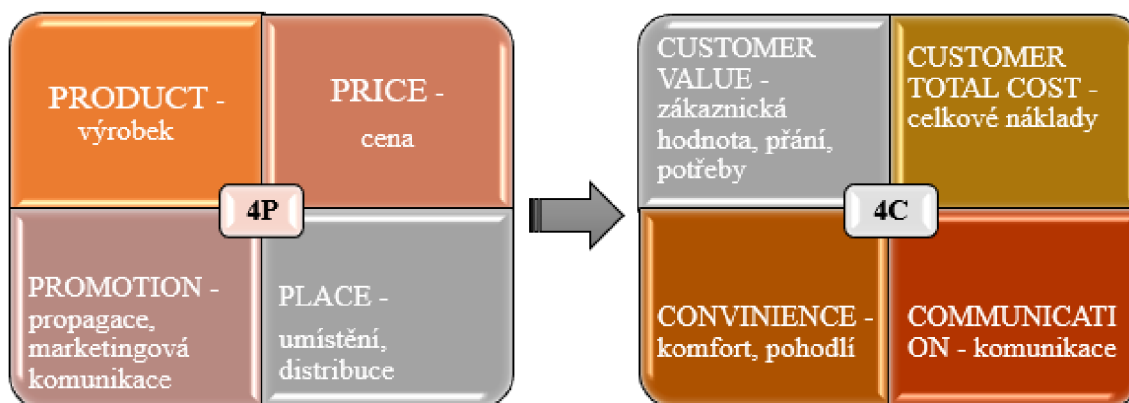 PRODUCT -
výrobek
PRICE -
cena
4P
PROMOTION -
propagace,
marketingová
komunikace
PLACE -
umístění,
distribuce
CUSTOMER
VALUE -
zákaznická
hodnota, přání,
potřeby
CUSTOMER
TOTAL COST -
celkové náklady
4C
CONVINIENCE -
komfort, pohodlí
COMMUNICATI
ON - komunikace